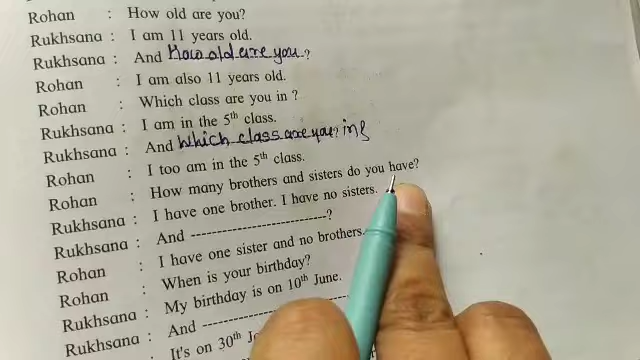 Rohan : How old are you?
Rukhsana : I am 11 years old.
Rukhsana : And How old are you ?
Rohan : I am also 11 years old.
Rohan : Which class are you in ?
Rukhsana : I am in the 5th class.
Rukhsana : And Which class are you? in
Rohan : I too am in the 5th class.
Rohan : How many brothers and sisters do you have?
Rukhsana : I have one brother. I have no sisters.
Rukhsana : And --------------------------?
Rohan : I have one sister and no brothers.
Rohan : When is your birthday?
Rukhsana : My birthday is on 10th June.
Rukhsana : And --------------------------
: It's on 30th